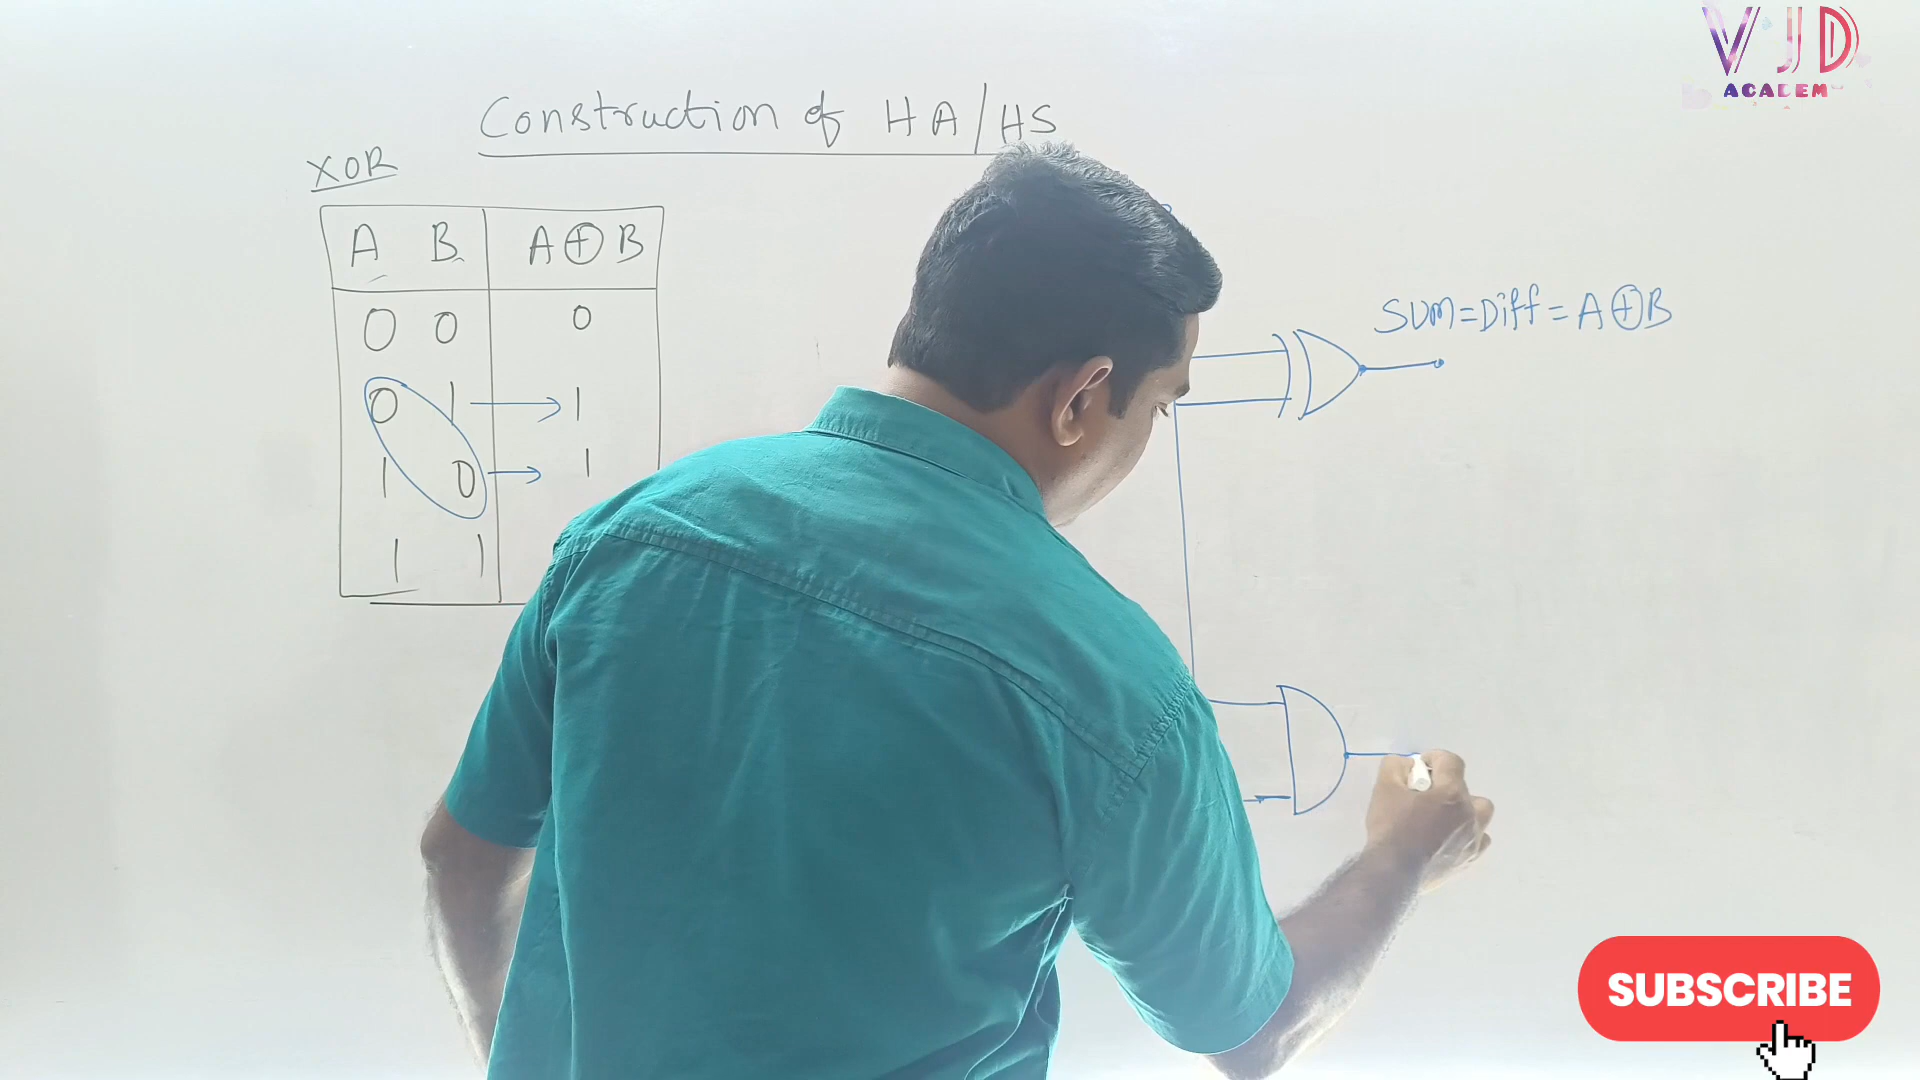 VJD
ACADEM
Construction of HA/HS
XOR
A B A⊕B
0 0 0
0 1 → 1
1 0 → 1
1 1
SUM=Diff=A⊕B
SUBSCRIBE